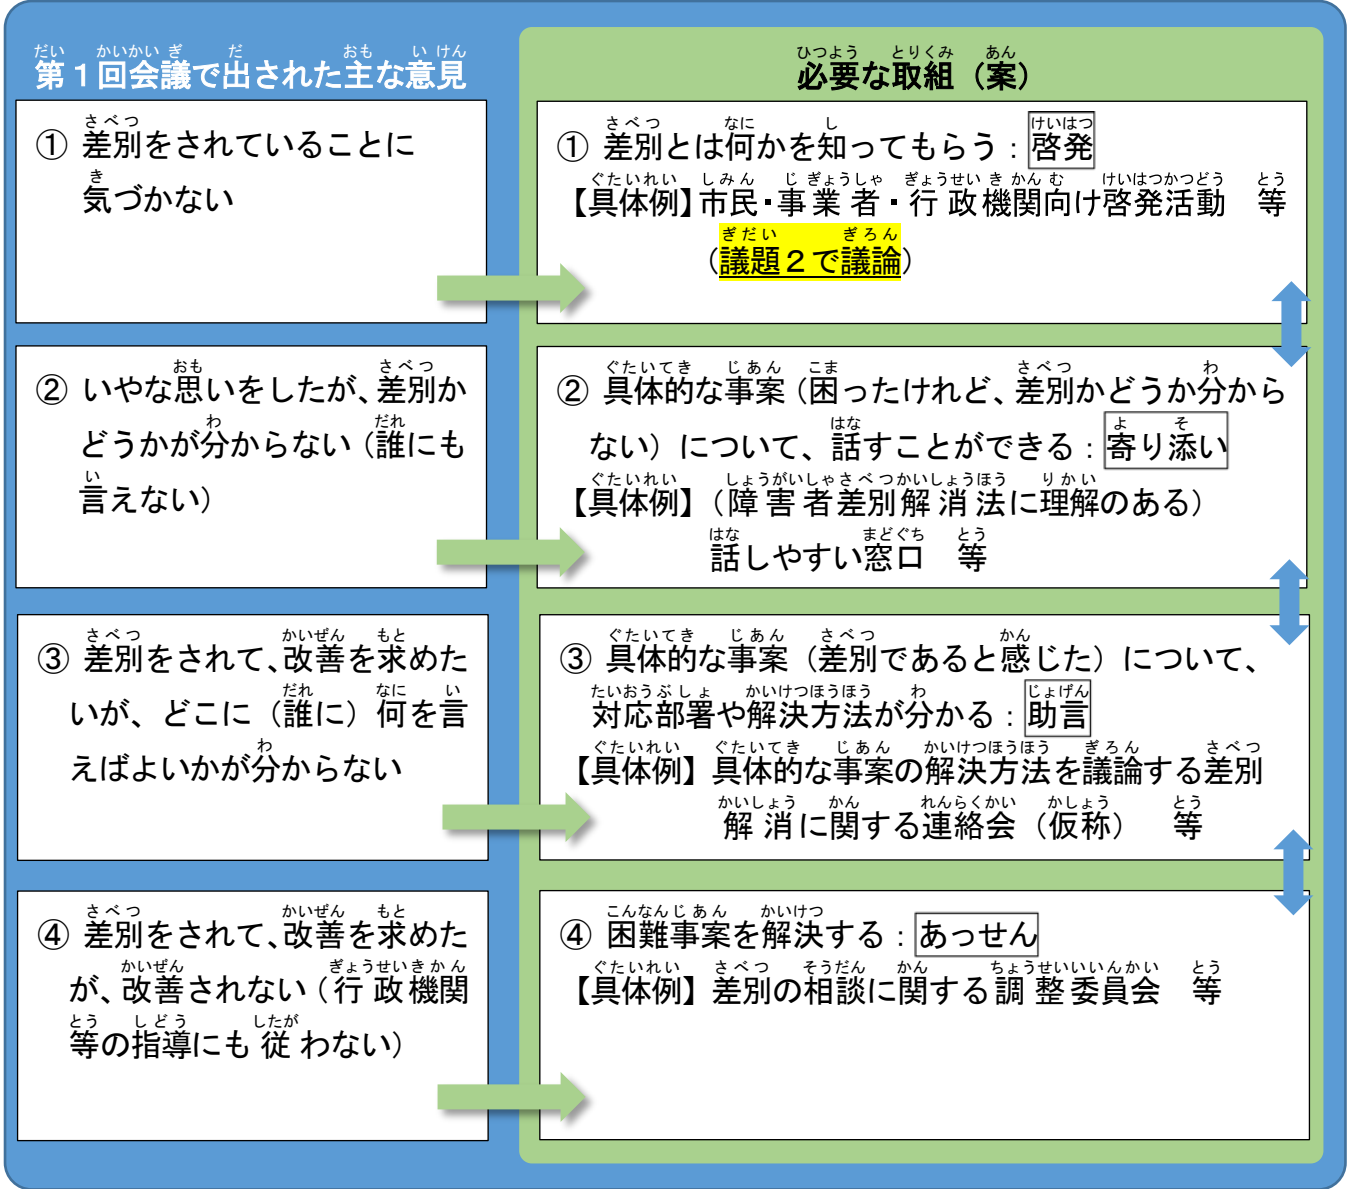 第１回会議で出された主な意見
① 差別をされていることに
気づかない
② いやな思いをしたが、差別か
どうかが分からない（誰にも
言えない）
③ 差別をされて、改善を求めた
いが、どこに（誰に）何を言
えばよいかが分からない
④ 差別をされて、改善を求めた
が、改善されない（行政機関
等の指導にも従わない）
必要な取組（案）
① 差別とは何かを知ってもらう：啓発
【具体例】市民・事業者・行政機関向け啓発活動　等
（議題２で議論）
② 具体的な事案（困ったけれど、差別かどうか分から
ない）について、話すことができる：寄り添い
【具体例】（障害者差別解消法に理解のある）
話しやすい窓口　等
③ 具体的な事案（差別であると感じた）について、
対応部署や解決方法が分かる：助言
【具体例】具体的な事案の解決方法を議論する差別
解消に関する連絡会（仮称）　等
④ 困難事案を解決する：あっせん
【具体例】差別の相談に関する調整委員会　等